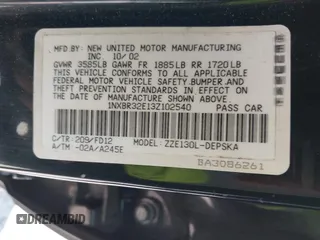 MFD. BY: NEW UNITED MOTOR MANUFACTURING
INC. 10/02
GVWR 3585LB GAWR FR 1885LB RR 1720LB
THIS VEHICLE CONFORMS TO ALL APPLICABLE
FEDERAL MOTOR VEHICLE SAFETY, BUMPER, AND
THEFT PREVENTION STANDARDS IN EFFECT ON
THE DATE OF MANUFACTURE SHOWN ABOVE.
1NXBR32E13Z102540 PASS CAR
C/TR: 209/FD12 MODEL: ZZE130L-DEPSKA
A/TM: -02A/A245E
BA30B6261
DREAMBID